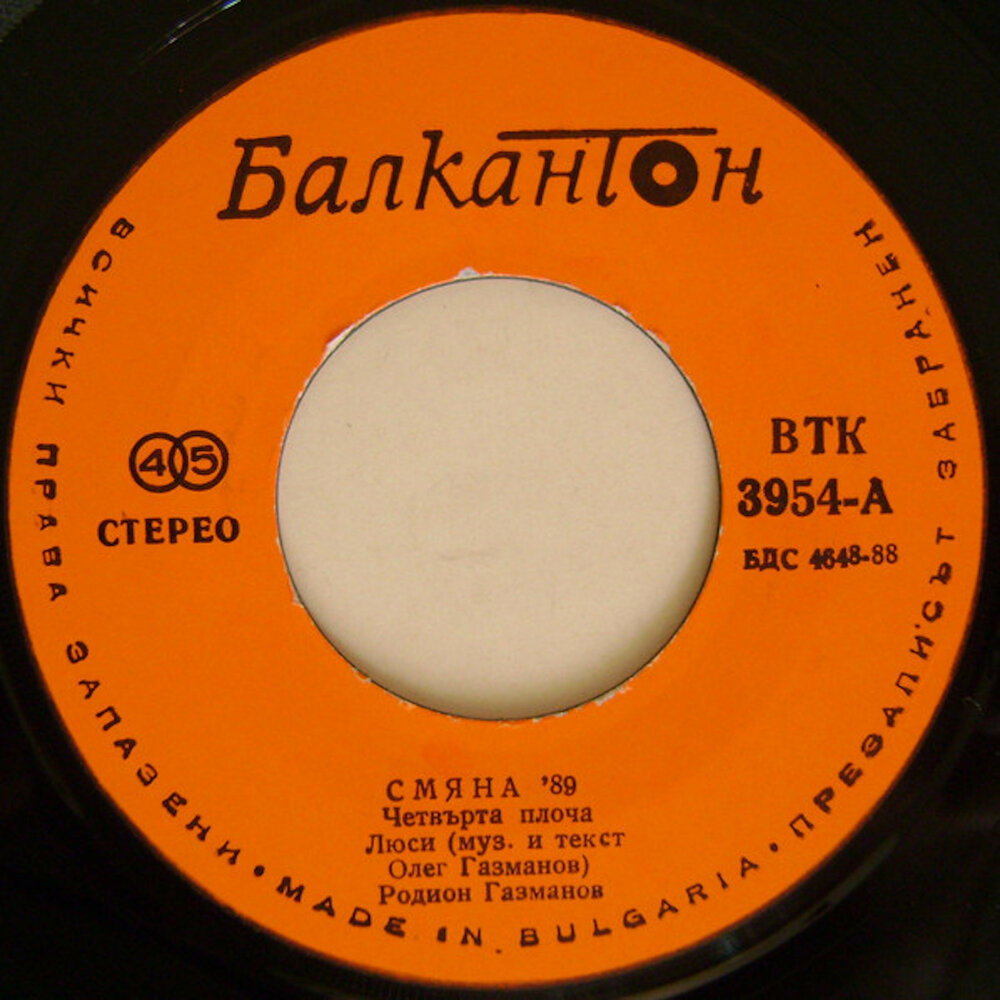 Балкантон
45
СТЕРЕО
ВТК
3954-А
БДС 4648-88
СМЯНА '89
Четвърта плоча
Люси (муз. и текст
Олег Газманов)
Родион Газманов
ВСИЧКИ ПРАВА ЗАПАЗЕНИ • MADE IN BULGARIA • ПРЕЗАПИСЪТ ЗАБРАНЕН